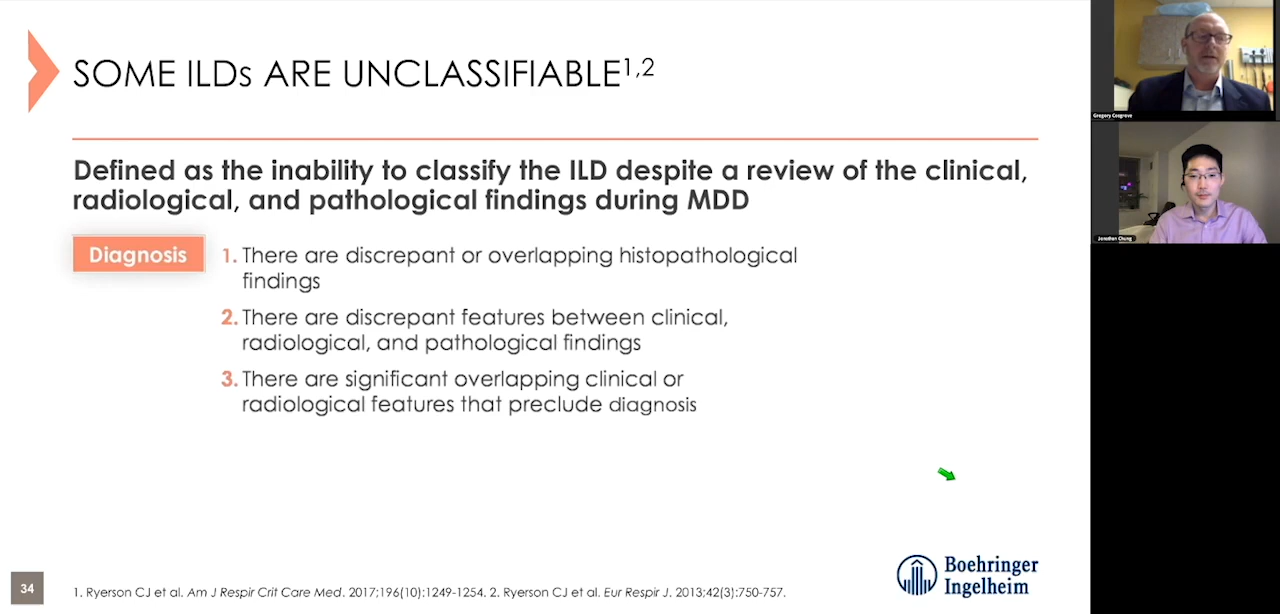 SOME ILDs ARE UNCLASSIFIABLE1,2
Defined as the inability to classify the ILD despite a review of the clinical,
radiological, and pathological findings during MDD
Diagnosis
1. There are discrepant or overlapping histopathological
findings
2. There are discrepant features between clinical,
radiological, and pathological findings
3. There are significant overlapping clinical or
radiological features that preclude diagnosis
34
1. Ryerson CJ et al. Am J Respir Crit Care Med. 2017;196(10):1249-1254. 2. Ryerson CJ et al. Eur Respir J. 2013;42(3):750-757.
Boehringer
Ingelheim
Gregory Cosgrove
Jonathan Chung